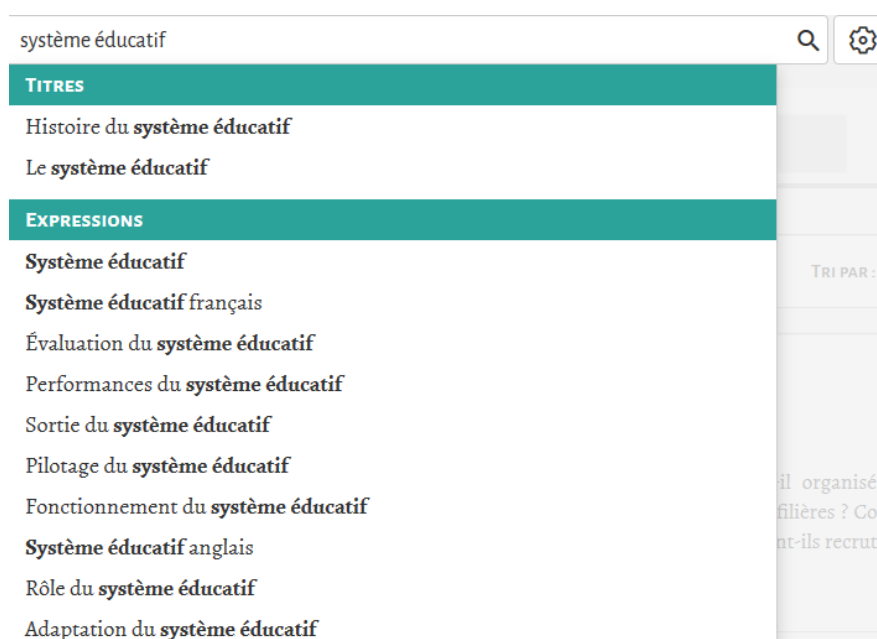 système éducatif
TITRES
Histoire du système éducatif
Le système éducatif
EXPRESSIONS
Système éducatif
TRI PAR :
Système éducatif français
Évaluation du système éducatif
Performances du système éducatif
Sortie du système éducatif
Pilotage du système éducatif
-il organisé
Fonctionnement du système éducatif
filières ? Co
Système éducatif anglais
nt-ils recrut
Rôle du système éducatif
Adaptation du système éducatif